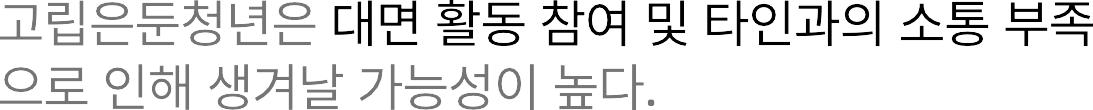 고립은둔청년은 대면 활동 참여 및 타인과의 소통 부족
으로 인해 생겨날 가능성이 높다.